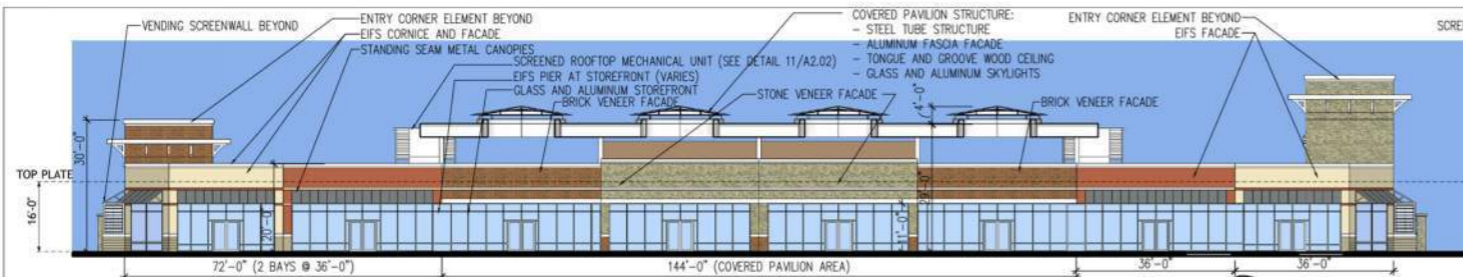 VENDING SCREENWALL BEYOND
ENTRY CORNER ELEMENT BEYOND
EIFS CORNICE AND FACADE
STANDING SEAM METAL CANOPIES
SCREENED ROOFTOP MECHANICAL UNIT (SEE DETAIL 11/A2.02)
EIFS PIER AT STOREFRONT (VARIES)
GLASS AND ALUMINUM STOREFRONT
BRICK VENEER FACADE
STONE VENEER FACADE
COVERED PAVILION STRUCTURE:
- STEEL TUBE STRUCTURE
- ALUMINUM FASCIA FACADE
- TONGUE AND GROOVE WOOD CEILING
- GLASS AND ALUMINUM SKYLIGHTS
BRICK VENEER FACADE
ENTRY CORNER ELEMENT BEYOND
EIFS FACADE
SCREE
4'-0"
30'-0"
TOP PLATE
16'-0"
20'-0"
11'-0"
72'-0" (2 BAYS @ 36'-0")
144'-0" (COVERED PAVILION AREA)
36'-0"
36'-0"